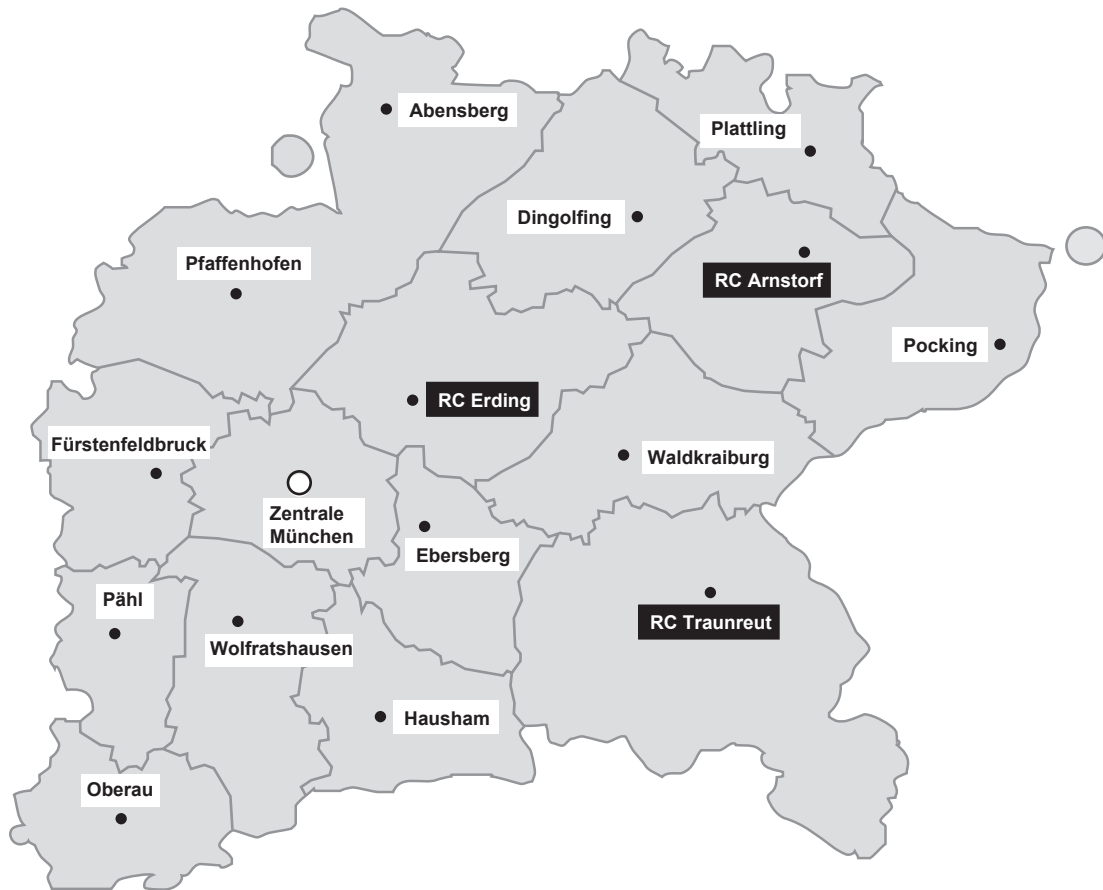 Abensberg
Plattling
Dingolfing
Pfaffenhofen
RC Arnstorf
Pocking
RC Erding
Fürstenfeldbruck
Waldkraiburg
Zentrale
München
Ebersberg
Pähl
RC Traunreut
Wolfratshausen
Hausham
Oberau